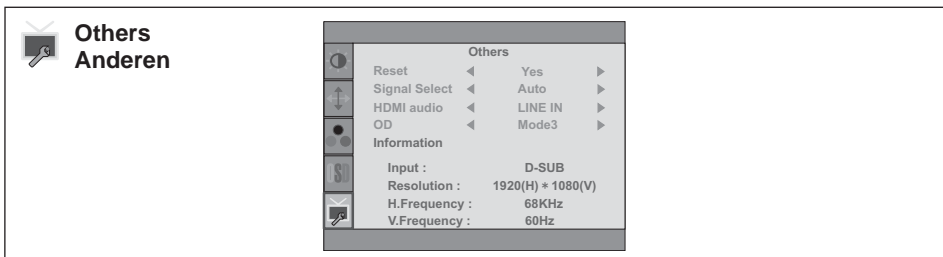 Others
Anderen
Others
Reset Yes
Signal Select Auto
HDMI audio LINE IN
OD Mode3
Information
OSD
Input : D-SUB
Resolution : 1920(H) * 1080(V)
H.Frequency : 68KHz
V.Frequency : 60Hz